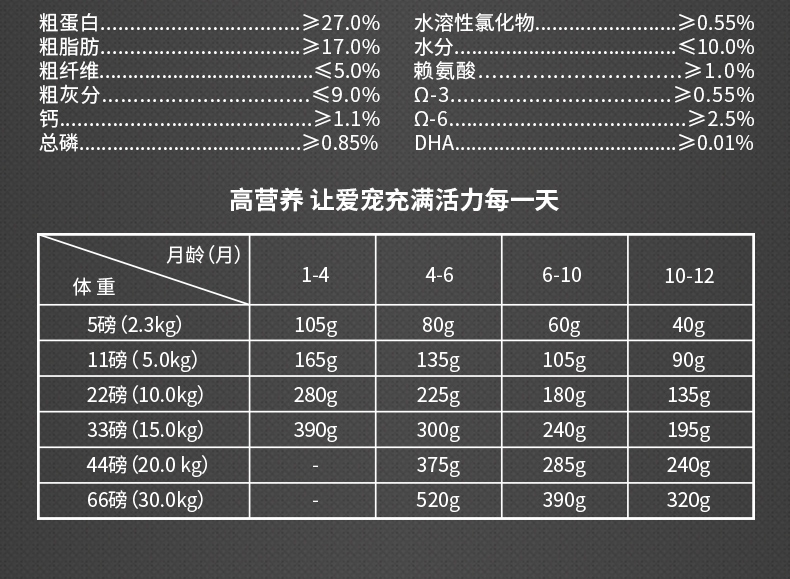 粗蛋白..................................≥27.0%
粗脂肪..................................≥17.0%
粗纤维.....................................≤5.0%
粗灰分..................................≤9.0%
钙..........................................≥1.1%
总磷......................................≥0.85%
水溶性氯化物........................≥0.55%
水分......................................≤10.0%
赖氨酸...............................≥1.0%
Ω-3.....................................≥0.55%
Ω-6........................................≥2.5%
DHA......................................≥0.01%
高营养 让爱宠充满活力每一天
月龄(月)
体 重
1-4 4-6 6-10 10-12
5磅(2.3kg) 105g 80g 60g 40g
11磅( 5.0kg) 165g 135g 105g 90g
22磅(10.0kg) 280g 225g 180g 135g
33磅(15.0kg) 390g 300g 240g 195g
44磅(20.0 kg) - 375g 285g 240g
66磅(30.0kg) - 520g 390g 320g